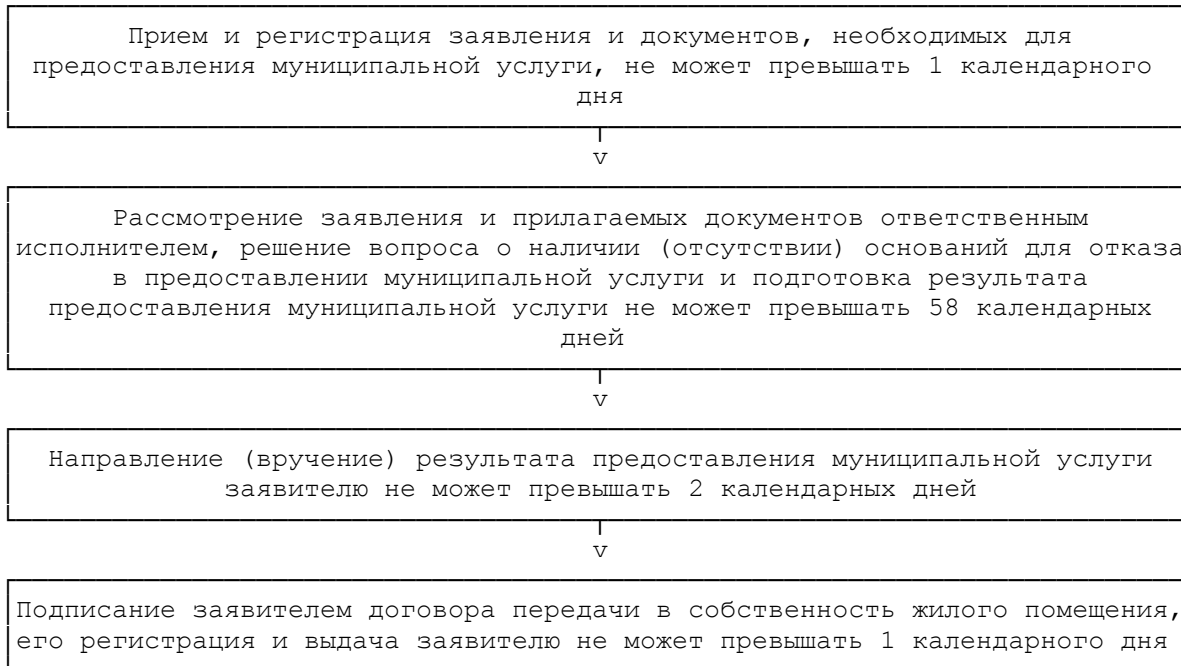 Прием и регистрация заявления и документов, необходимых для
предоставления муниципальной услуги, не может превышать 1 календарного
дня
v
Рассмотрение заявления и прилагаемых документов ответственным
исполнителем, решение вопроса о наличии (отсутствии) оснований для отказа
в предоставлении муниципальной услуги и подготовка результата
предоставления муниципальной услуги не может превышать 58 календарных
дней
v
Направление (вручение) результата предоставления муниципальной услуги
заявителю не может превышать 2 календарных дней
v
Подписание заявителем договора передачи в собственность жилого помещения,
его регистрация и выдача заявителю не может превышать 1 календарного дня